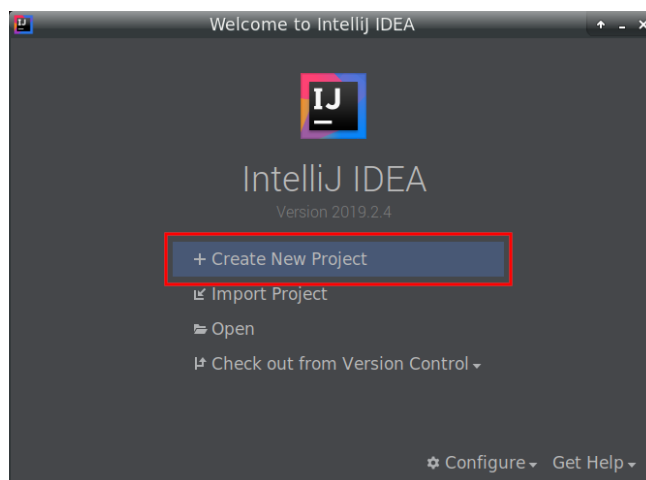 Welcome to IntelliJ IDEA
IJ
IntelliJ IDEA
Version 2019.2.4
+ Create New Project
Import Project
Open
Check out from Version Control
Configure Get Help